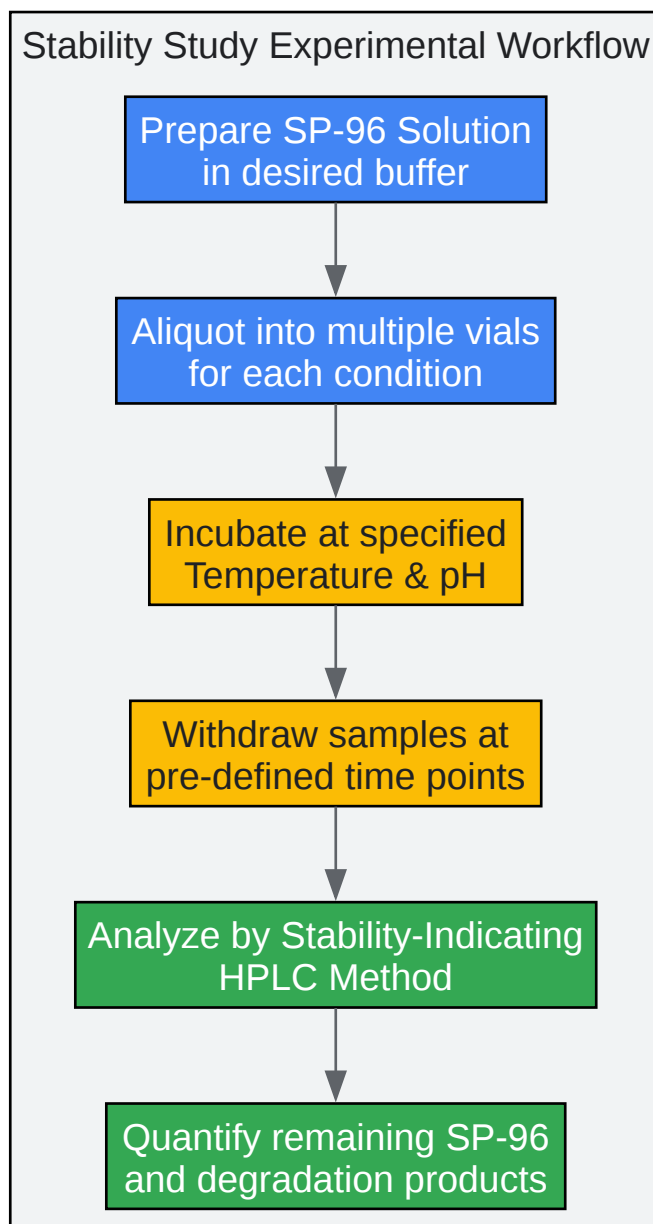 Stability Study Experimental Workflow
Prepare SP-96 Solution
in desired buffer
Aliquot into multiple vials
for each condition
Incubate at specified
Temperature & pH
Withdraw samples at
pre-defined time points
Analyze by Stability-Indicating
HPLC Method
Quantify remaining SP-96
and degradation products